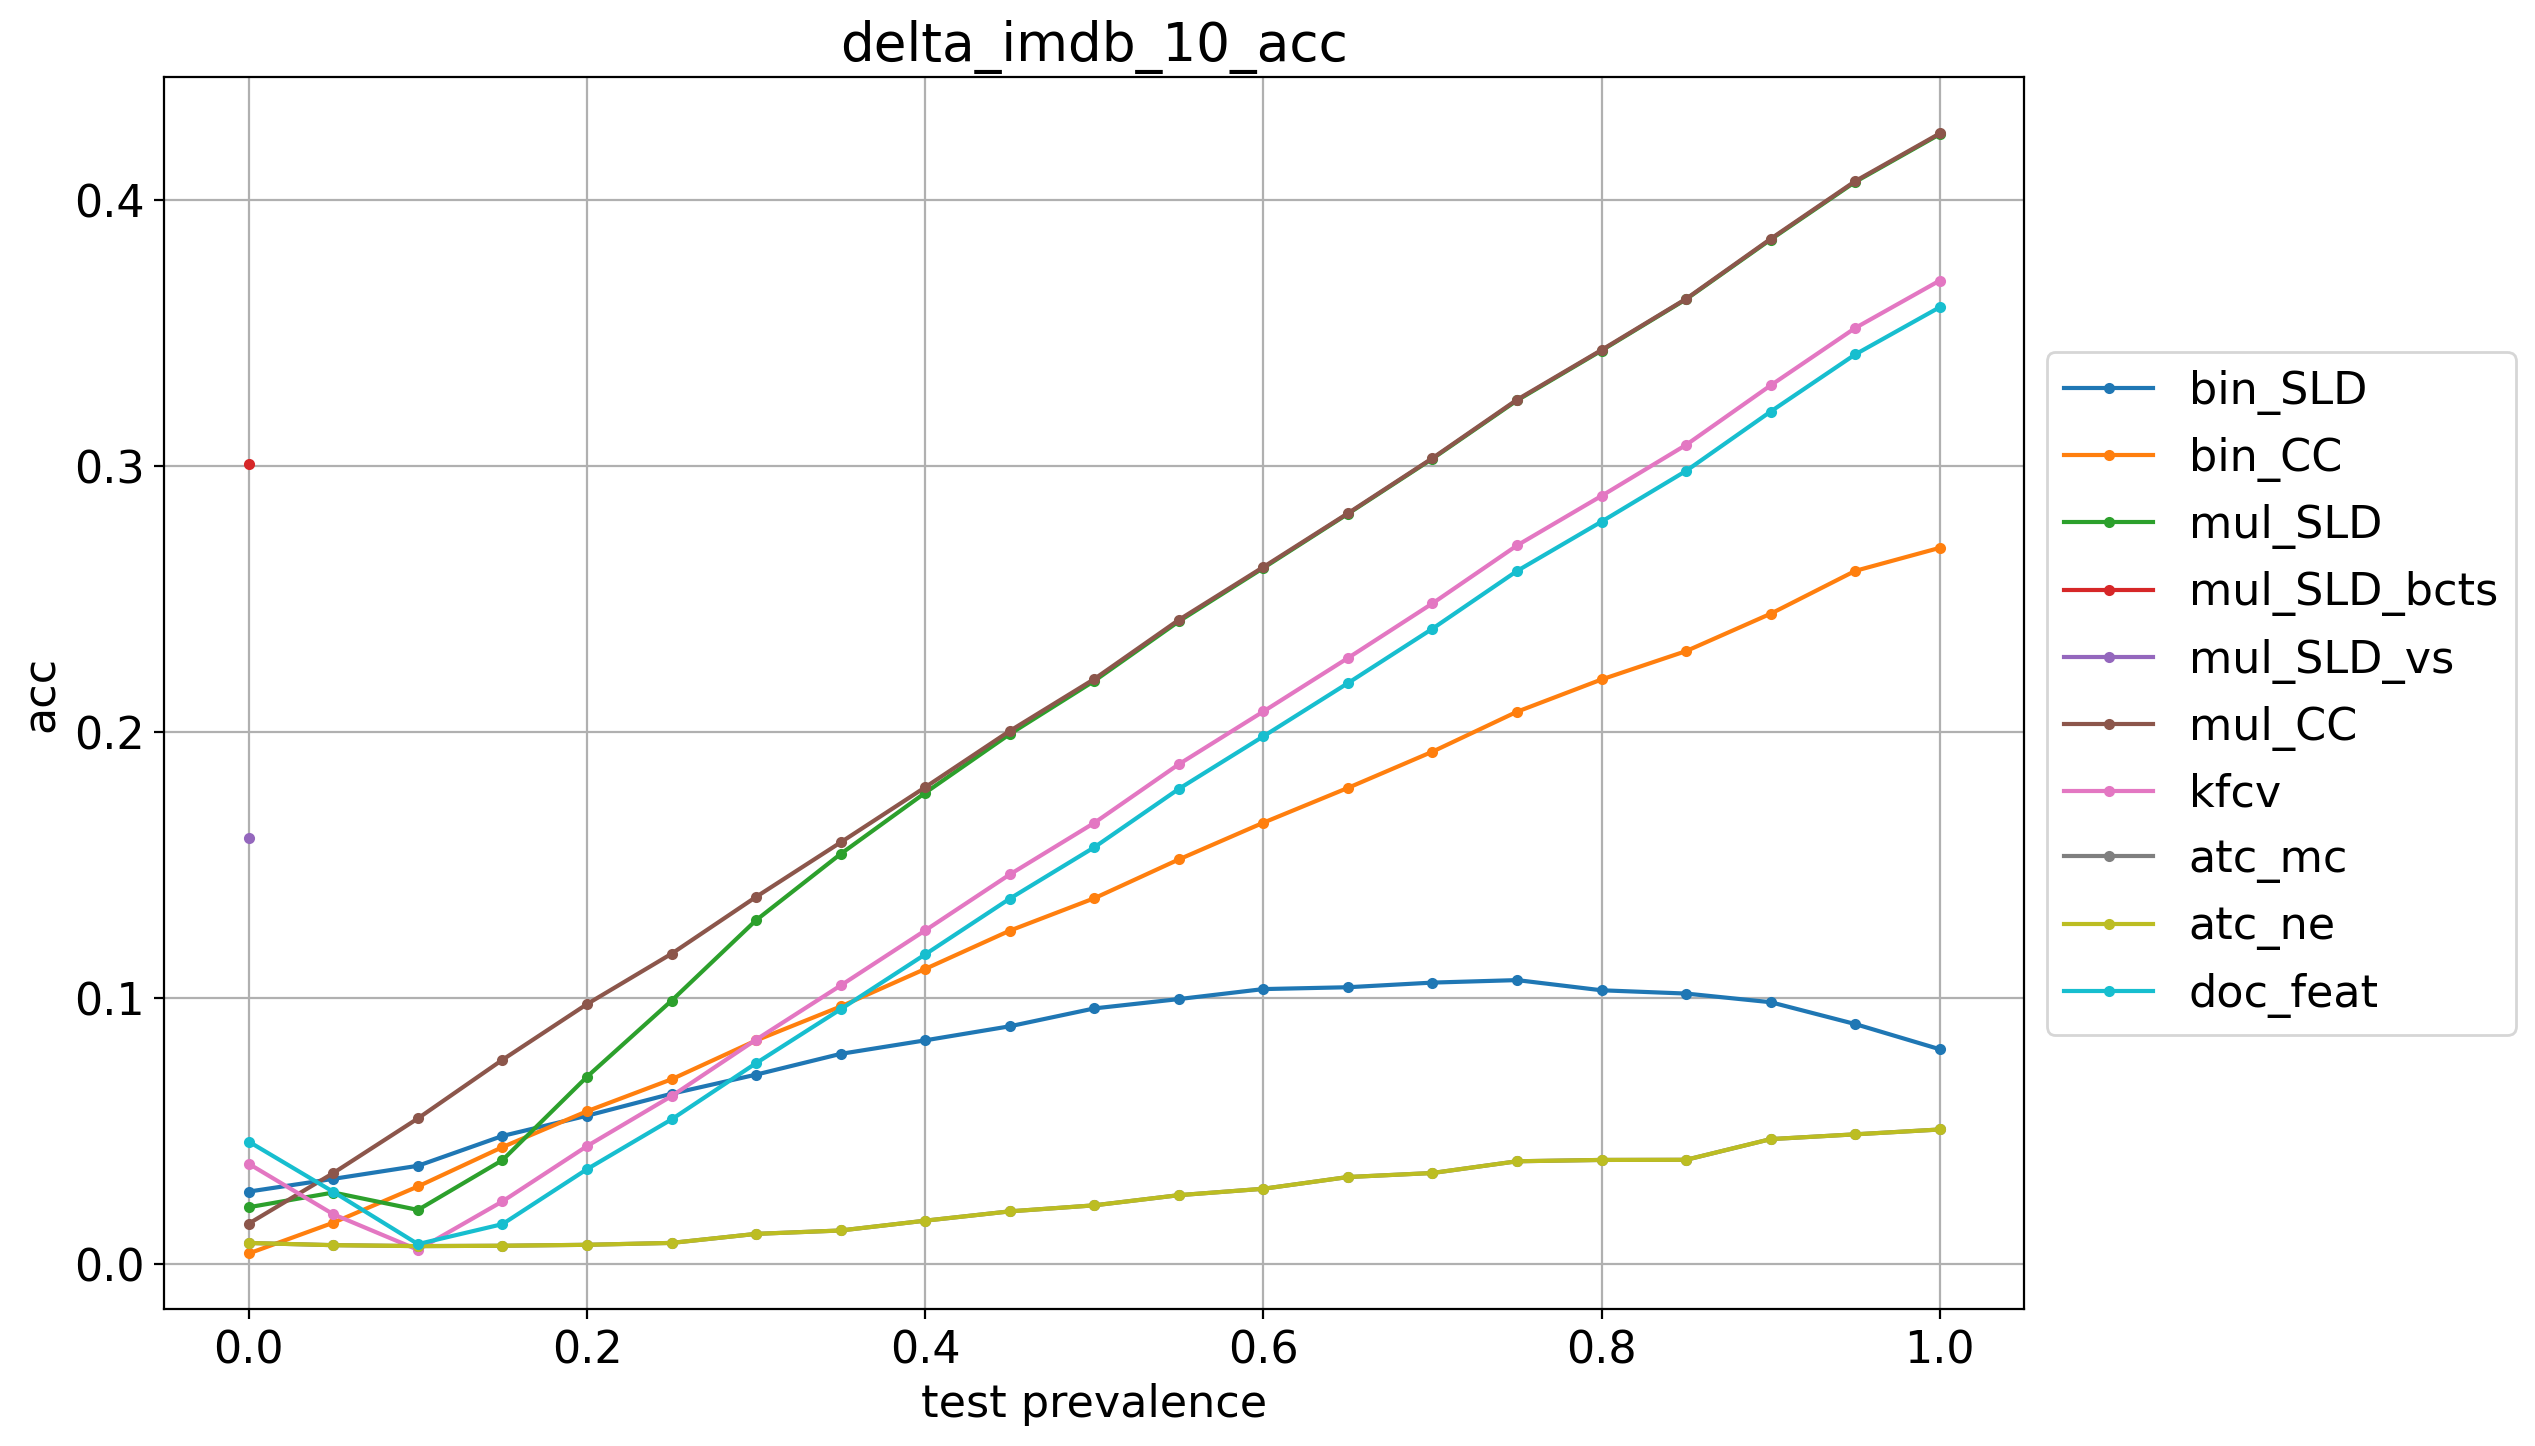 delta_imdb_10_acc
acc
0.4
0.3
0.2
0.1
0.0
0.0 0.2 0.4 0.6 0.8 1.0
test prevalence
bin_SLD
bin_CC
mul_SLD
mul_SLD_bcts
mul_SLD_vs
mul_CC
kfcv
atc_mc
atc_ne
doc_feat